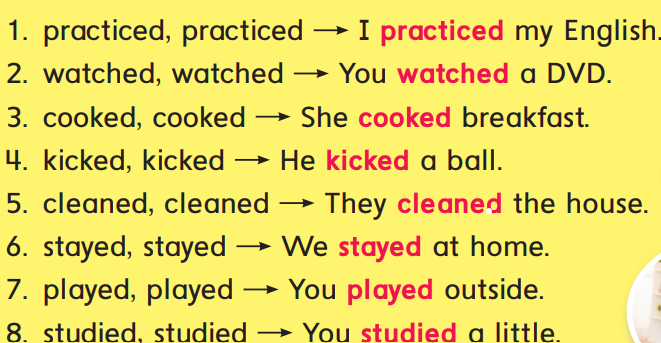 1. practiced, practiced → I practiced my English.
2. watched, watched → You watched a DVD.
3. cooked, cooked → She cooked breakfast.
4. kicked, kicked → He kicked a ball.
5. cleaned, cleaned → They cleaned the house.
6. stayed, stayed → We stayed at home.
7. played, played → You played outside.
8. studied, studied → You studied a little.